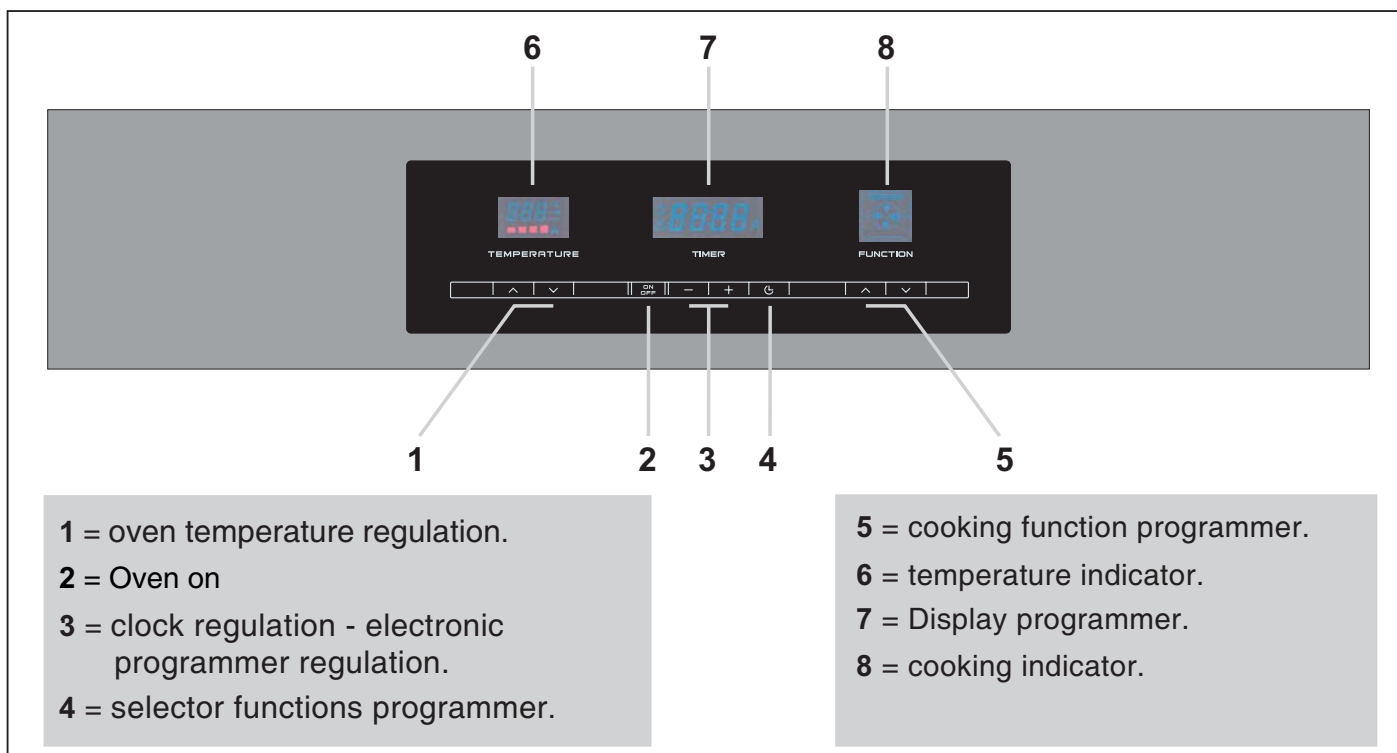 6 7 8
TEMPERATURE TIMER FUNCTION
ON
OFF
− +
1 2 3 4 5
1 = oven temperature regulation.
2 = Oven on
3 = clock regulation - electronic
programmer regulation.
4 = selector functions programmer.
5 = cooking function programmer.
6 = temperature indicator.
7 = Display programmer.
8 = cooking indicator.